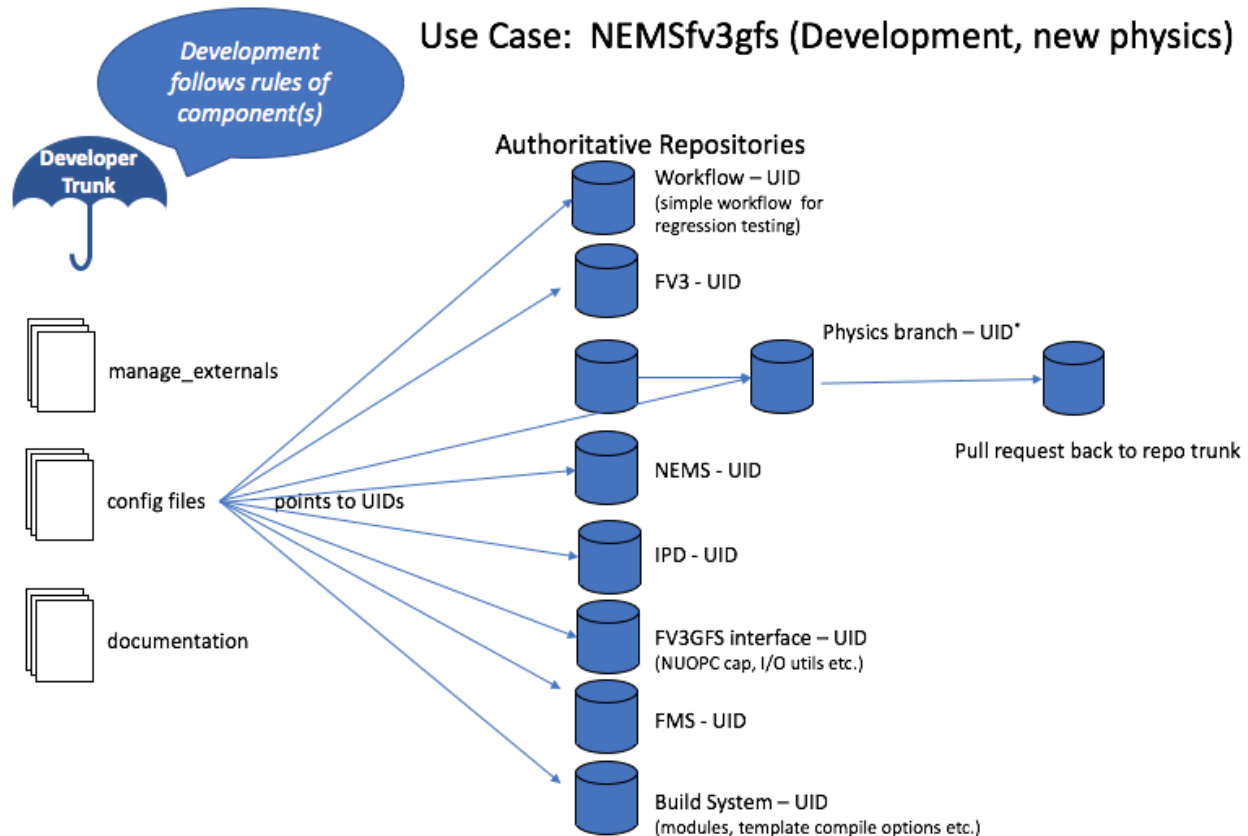 Use Case: NEMSfv3gfs (Development, new physics)
Development
follows rules of
component(s)
Developer
Trunk
Authoritative Repositories
Workflow – UID
(simple workflow for
regression testing)
FV3 - UID
Physics branch – UID*
manage_externals
Pull request back to repo trunk
NEMS - UID
config files
points to UIDs
IPD - UID
documentation
FV3GFS interface – UID
(NUOPC cap, I/O utils etc.)
FMS - UID
Build System – UID
(modules, template compile options etc.)